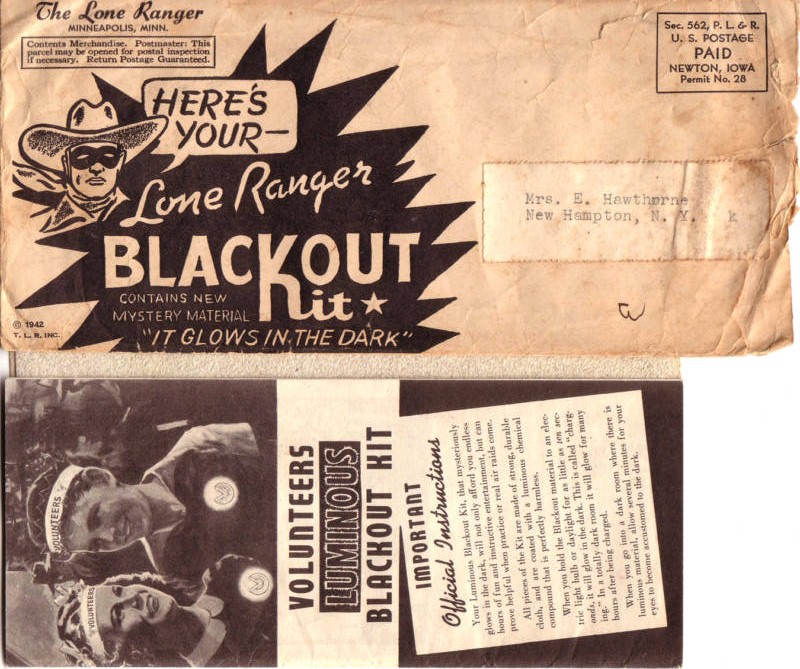 The Lone Ranger
MINNEAPOLIS, MINN.
Contents Merchandise. Postmaster: This
parcel may be opened for postal inspection
if necessary. Return Postage Guaranteed.
Sec. 562, P. L. & R.
U. S. POSTAGE
PAID
NEWTON, IOWA
Permit No. 28
HERE'S
YOUR—
Lone Ranger
BLACKOUT
Kit
CONTAINS NEW
MYSTERY MATERIAL
"IT GLOWS IN THE DARK"
© 1942
T. L. R. INC.
Mrs. E. Hawthorne
New Hampton, N. Y. k
VOLUNTEERS
VOLUNTEERS
VOLUNTEERS
LUMINOUS
BLACKOUT KIT
IMPORTANT
Official Instructions
Your Luminous Blackout Kit, that mysteriously
glows in the dark, will not only afford you endless
hours of fun and instructive entertainment, but can
prove helpful when practice or real air raids come.
All pieces of the Kit are made of strong, durable
cloth, and are coated with a luminous chemical
compound that is perfectly harmless.
When you hold the Blackout material to an elec-
tric light bulb or daylight for as little as ten sec-
onds, it will glow in the dark. This is called "charg-
ing." In a totally dark room it will glow for many
hours after being charged.
When you go into a dark room where there is
luminous material, allow several minutes for your
eyes to become accustomed to the dark.